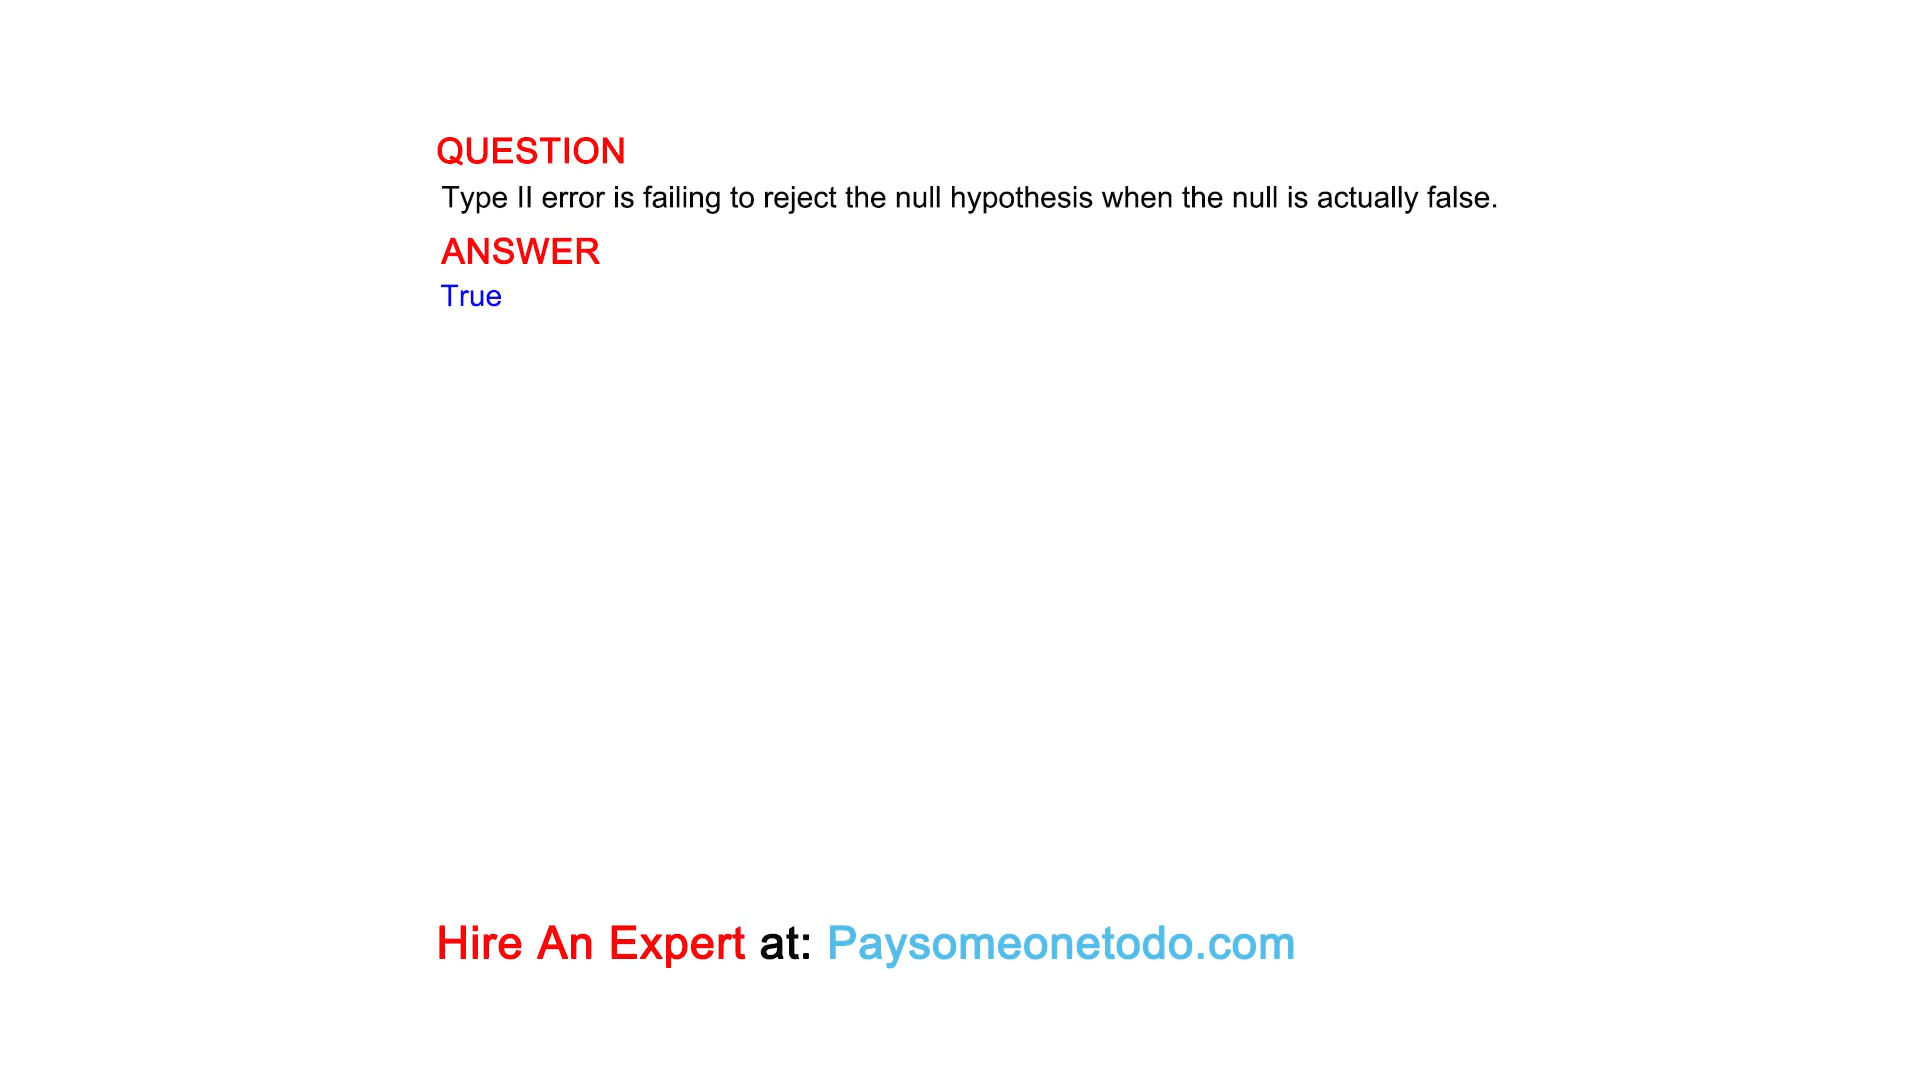 QUESTION
Type II error is failing to reject the null hypothesis when the null is actually false.
ANSWER
True
Hire An Expert at: Paysomeonetodo.com